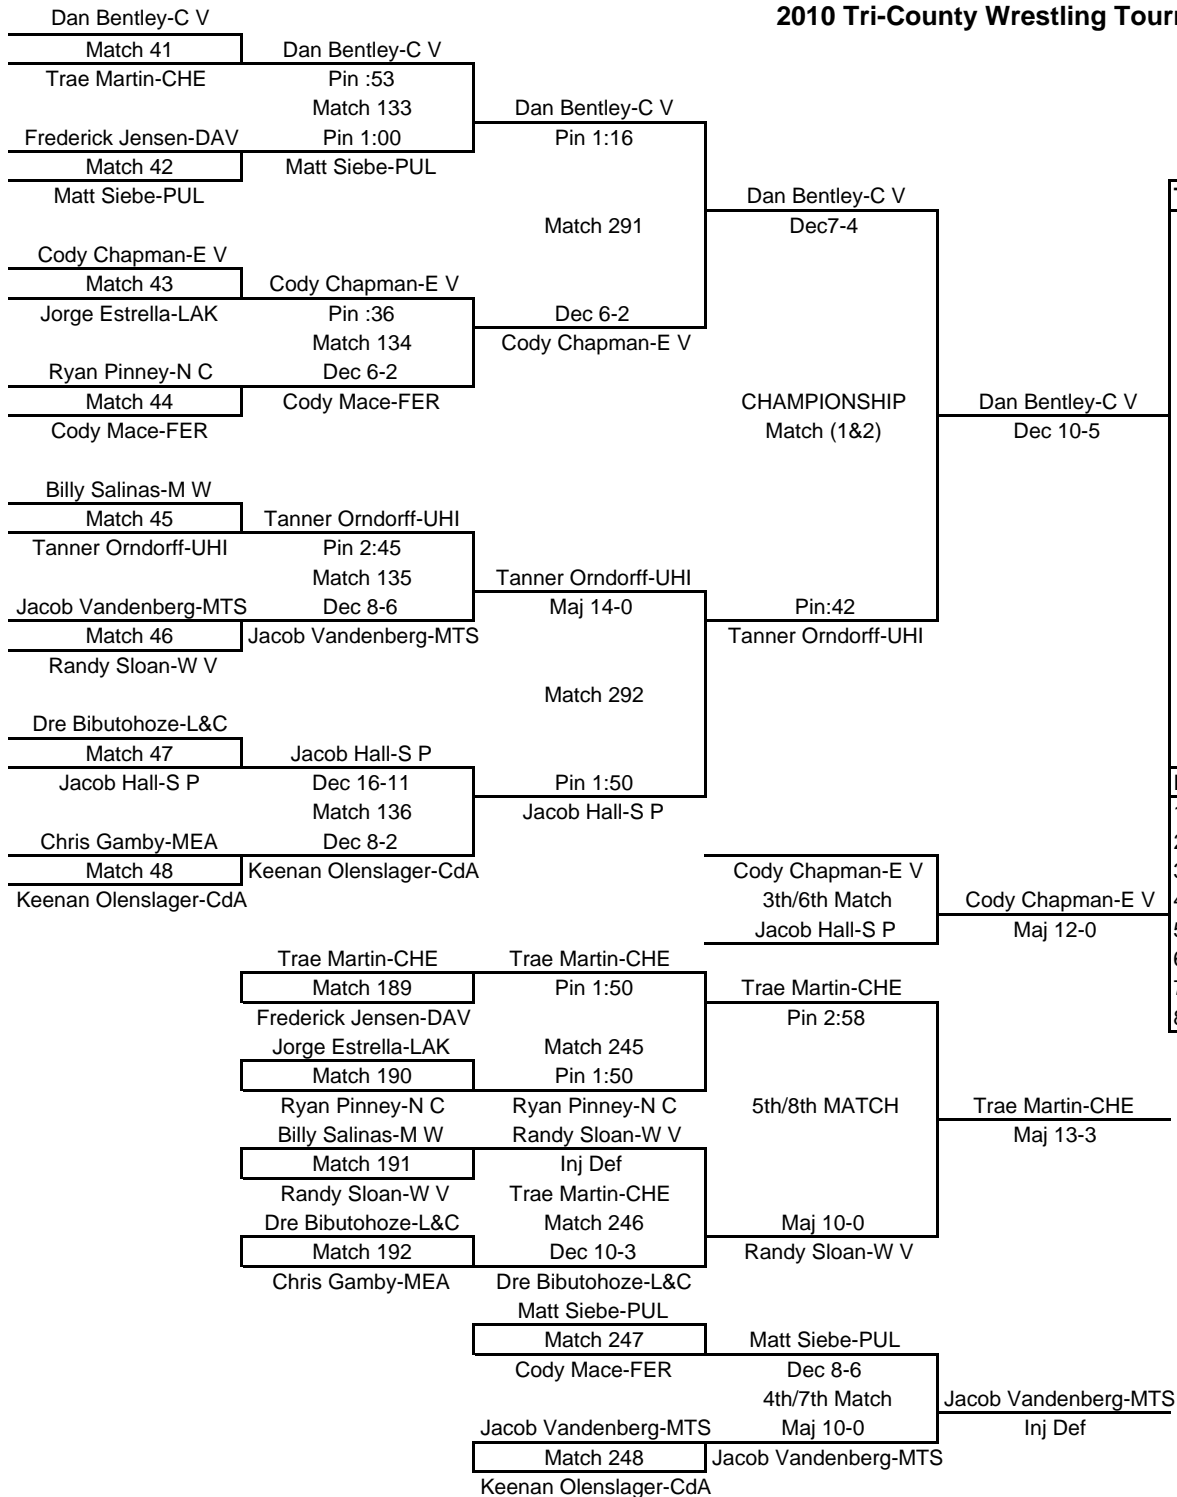 2010 Tri-County Wrestling Tour
Dan Bentley-C V
Match 41
Trae Martin-CHE
Frederick Jensen-DAV
Match 42
Matt Siebe-PUL
Cody Chapman-E V
Match 43
Jorge Estrella-LAK
Ryan Pinney-N C
Match 44
Cody Mace-FER
Billy Salinas-M W
Match 45
Tanner Orndorff-UHI
Jacob Vandenberg-MTS
Match 46
Randy Sloan-W V
Dre Bibutohoze-L&C
Match 47
Jacob Hall-S P
Chris Gamby-MEA
Match 48
Keenan Olenslager-CdA
Dan Bentley-C V
Pin :53
Match 133
Pin 1:00
Matt Siebe-PUL
Cody Chapman-E V
Pin :36
Match 134
Dec 6-2
Cody Mace-FER
Tanner Orndorff-UHI
Pin 2:45
Match 135
Dec 8-6
Jacob Vandenberg-MTS
Jacob Hall-S P
Dec 16-11
Match 136
Dec 8-2
Keenan Olenslager-CdA
Dan Bentley-C V
Pin 1:16
Match 291
Dec 6-2
Cody Chapman-E V
Tanner Orndorff-UHI
Maj 14-0
Match 292
Pin 1:50
Jacob Hall-S P
Dan Bentley-C V
Dec7-4
CHAMPIONSHIP
Match (1&2)
Pin:42
Tanner Orndorff-UHI
Dan Bentley-C V
Dec 10-5
Cody Chapman-E V
3th/6th Match
Jacob Hall-S P
Cody Chapman-E V
Maj 12-0
Trae Martin-CHE
Match 189
Frederick Jensen-DAV
Jorge Estrella-LAK
Match 190
Ryan Pinney-N C
Billy Salinas-M W
Match 191
Randy Sloan-W V
Dre Bibutohoze-L&C
Match 192
Chris Gamby-MEA
Trae Martin-CHE
Pin 1:50
Match 245
Pin 1:50
Ryan Pinney-N C
Randy Sloan-W V
Inj Def
Trae Martin-CHE
Match 246
Dec 10-3
Dre Bibutohoze-L&C
Trae Martin-CHE
Pin 2:58
5th/8th MATCH
Maj 10-0
Randy Sloan-W V
Trae Martin-CHE
Maj 13-3
Matt Siebe-PUL
Match 247
Cody Mace-FER
Jacob Vandenberg-MTS
Match 248
Keenan Olenslager-CdA
Matt Siebe-PUL
Dec 8-6
4th/7th Match
Maj 10-0
Jacob Vandenberg-MTS
Jacob Vandenberg-MTS
Inj Def